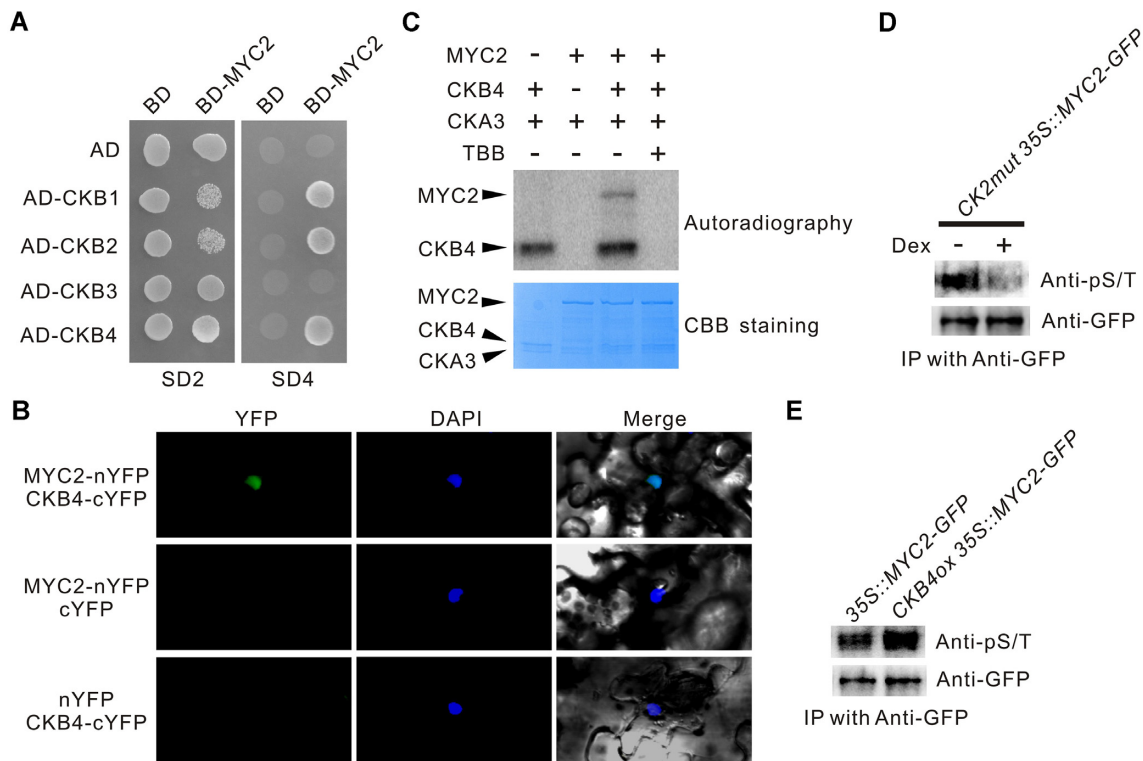 A
BD
BD-MYC2
BD
BD-MYC2
AD
AD-CKB1
AD-CKB2
AD-CKB3
AD-CKB4
SD2
SD4
B
YFP
DAPI
Merge
MYC2-nYFP
CKB4-cYFP
MYC2-nYFP
cYFP
nYFP
CKB4-cYFP
C
MYC2 - + + +
CKB4 + - + +
CKA3 + + + +
TBB - - - +
MYC2
CKB4
Autoradiography
MYC2
CKB4
CKA3
CBB staining
D
CK2mut 35S::MYC2-GFP
Dex - +
Anti-pS/T
Anti-GFP
IP with Anti-GFP
E
35S::MYC2-GFP
CKB4ox 35S::MYC2-GFP
Anti-pS/T
Anti-GFP
IP with Anti-GFP